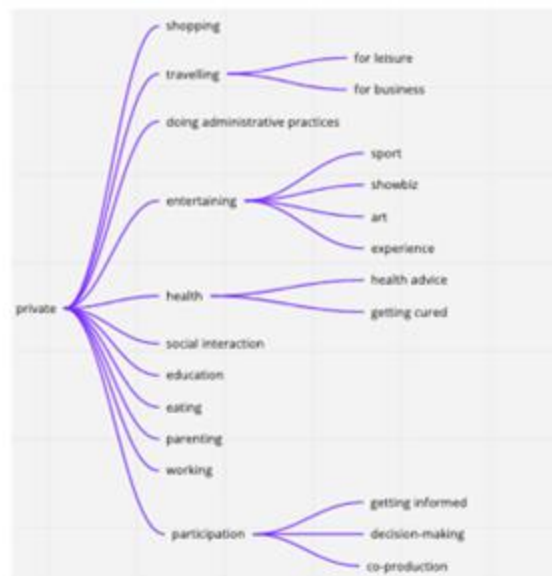 shopping
travelling
for leisure
for business
doing administrative practices
entertaining
sport
showbiz
art
experience
private
health
health advice
getting cured
social interaction
education
eating
parenting
working
participation
getting informed
decision-making
co-production